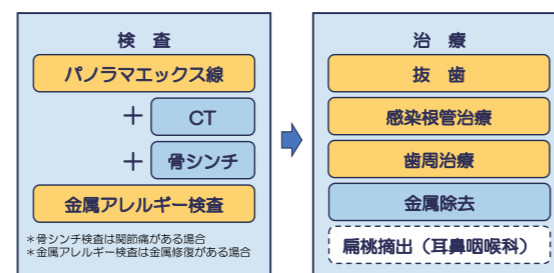 検 査
パノラマエックス線
＋ CT
＋ 骨シンチ
金属アレルギー検査
＊骨シンチ検査は関節痛がある場合
＊金属アレルギー検査は金属修復がある場合
治 療
抜 歯
感染根管治療
歯周治療
金属除去
扁桃摘出（耳鼻咽喉科）